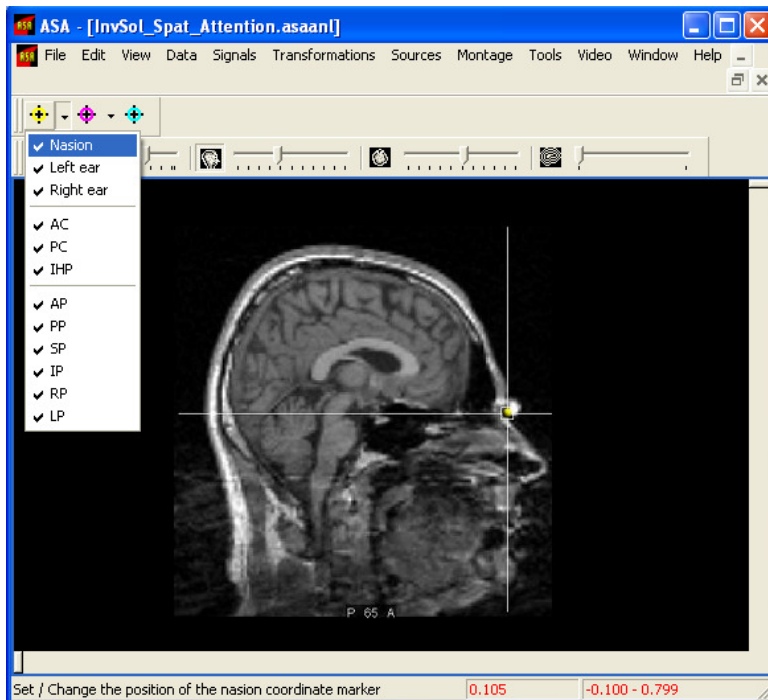 ASA - [InvSol_Spat_Attention.asaanl]
File Edit View Data Signals Transformations Sources Montage Tools Video Window Help
Nasion
Left ear
Right ear
AC
PC
IHP
AP
PP
SP
IP
RP
LP
P 65 A
Set / Change the position of the nasion coordinate marker 0.105 -0.100 - 0.799